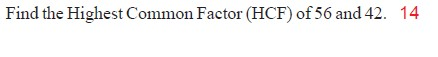 Find the Highest Common Factor (HCF) of 56 and 42. 14